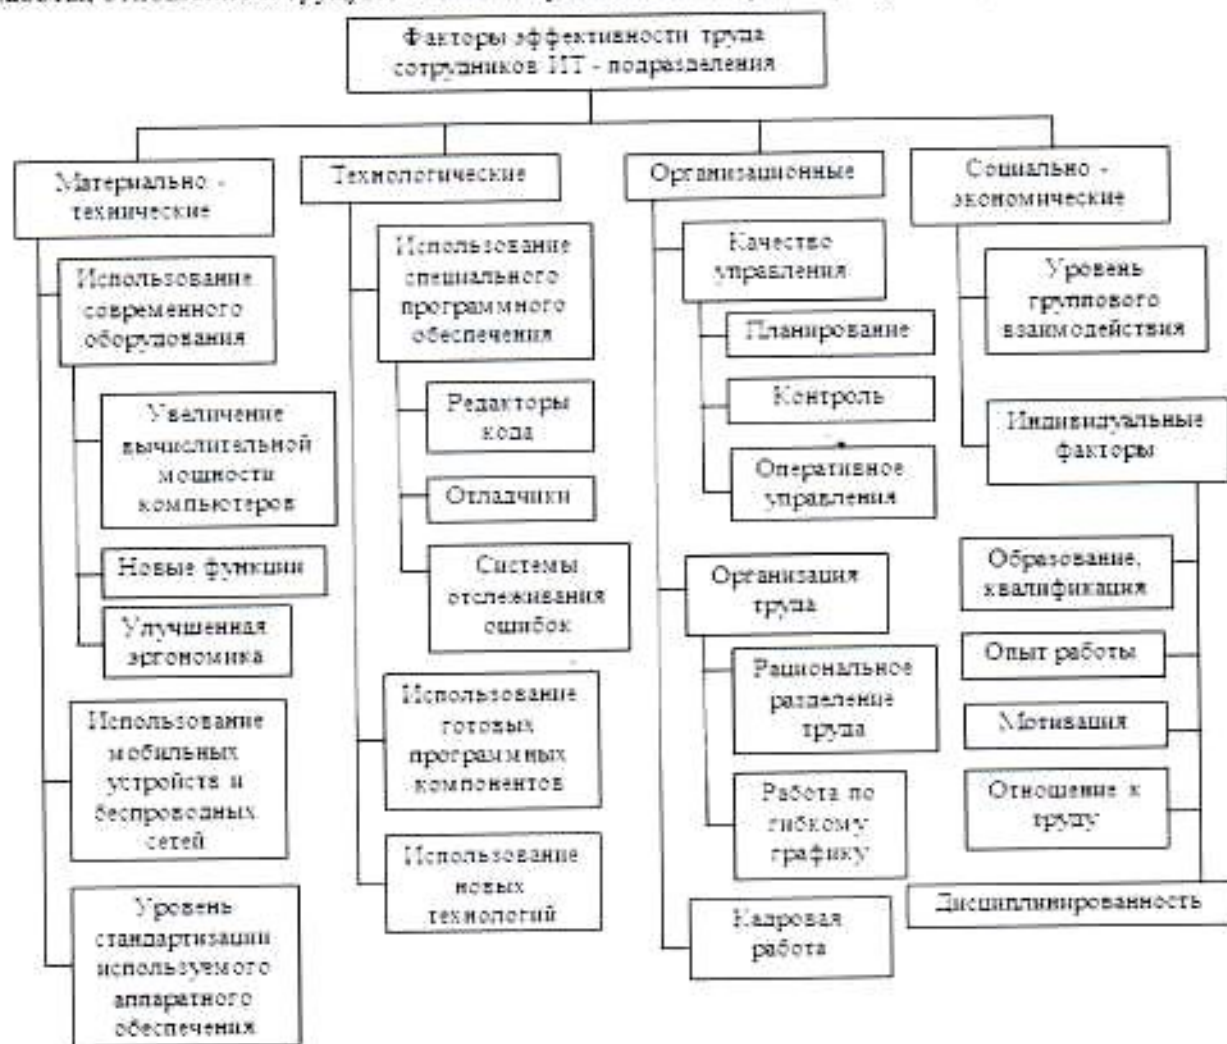 Факторы эффективности труда
сотрудников ИТ - подразделения
Материально -
технические
Использование
современного
оборудования
Увеличение
вычислительной
мощности
компьютеров
Новые функции
Улучшенная
эргономика
Использование
мобильных
устройств и
беспроводных
сетей
Уровень
стандартизации
используемого
аппаратного
обеспечения
Технологические
Использование
специального
программного
обеспечения
Редакторы
кода
Отладчики
Системы
отслеживания
ошибок
Использование
готовых
программных
компонентов
Использование
новых
технологий
Организационные
Качество
управления
Планирование
Контроль
Оперативное
управления
Организация
труда
Рациональное
разделение
труда
Работа по
гибкому
графику
Кадровая
работа
Социально -
экономические
Уровень
группового
взаимодействия
Индивидуальные
факторы
Образование,
квалификация
Опыт работы
Мотивация
Отношение к
труду
Дисциплинированность